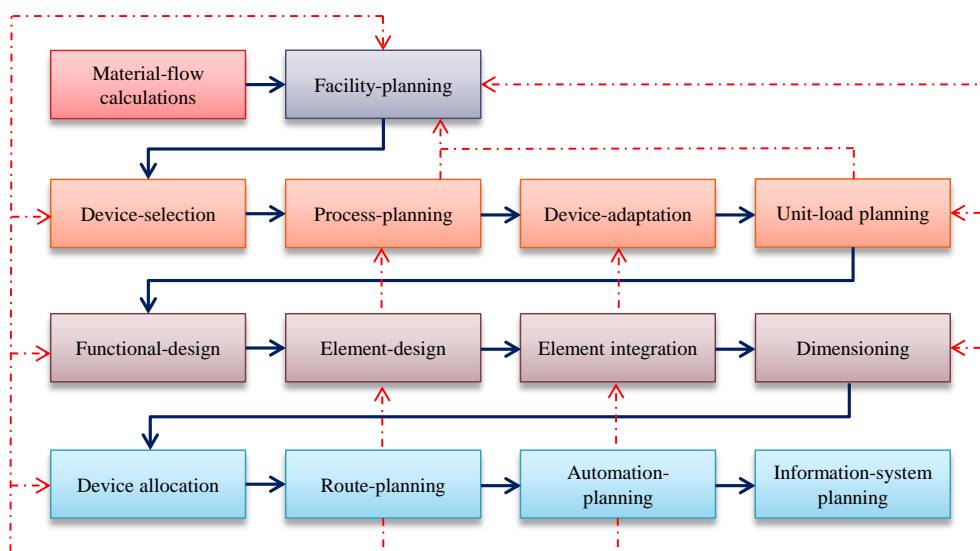 Material-flow
calculations
Facility-planning
Device-selection
Process-planning
Device-adaptation
Unit-load planning
Functional-design
Element-design
Element integration
Dimensioning
Device allocation
Route-planning
Automation-
planning
Information-system
planning